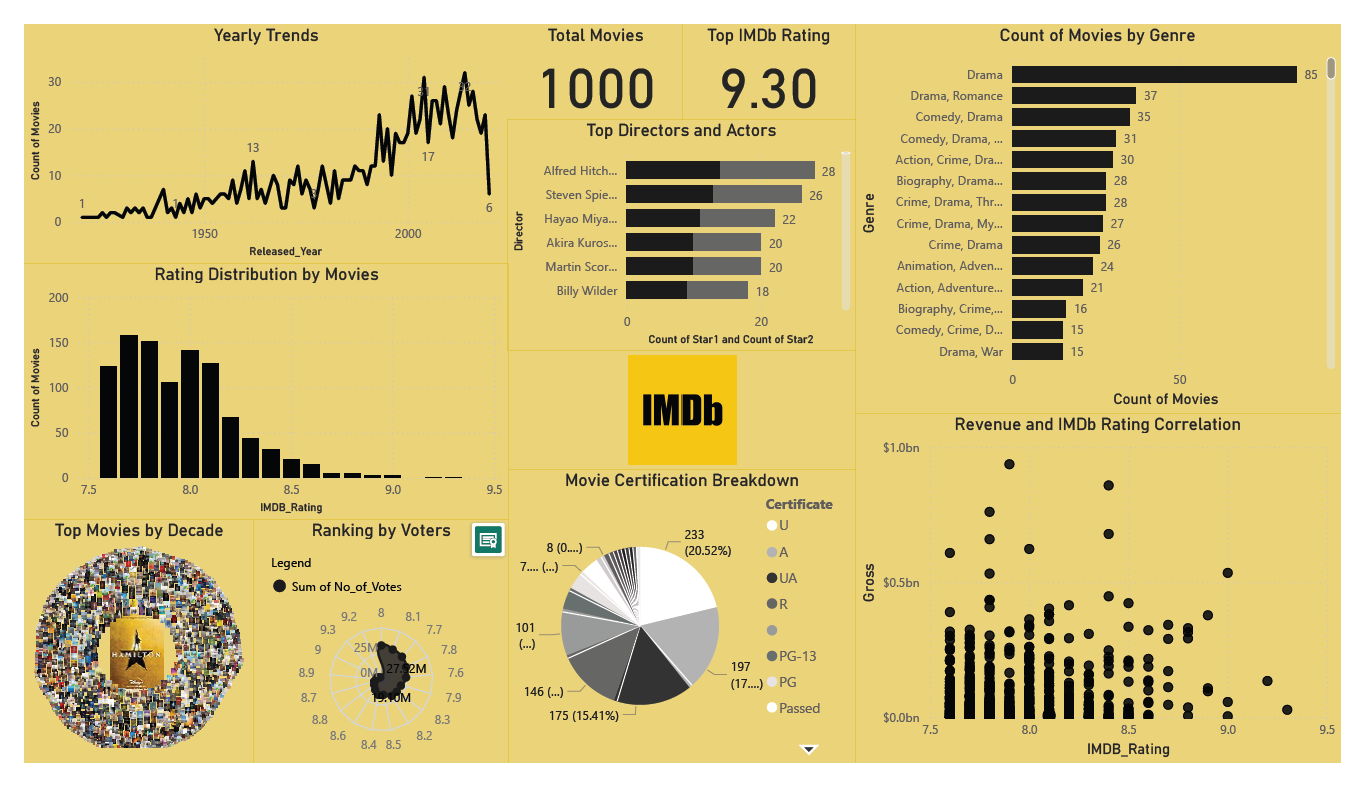 Yearly Trends
Count of Movies
30
20
10
0
1
13
1
31
17
32
6
1950
2000
Released_Year
Total Movies
1000
Top IMDb Rating
9.30
Top Directors and Actors
Director
Alfred Hitch... 28
Steven Spie... 26
Hayao Miya... 22
Akira Kuros... 20
Martin Scor... 20
Billy Wilder 18
0
20
Count of Star1 and Count of Star2
Count of Movies by Genre
Genre
Drama 85
Drama, Romance 37
Comedy, Drama 35
Comedy, Drama, ... 31
Action, Crime, Dra... 30
Biography, Drama... 28
Crime, Drama, Thr... 28
Crime, Drama, My... 27
Crime, Drama 26
Animation, Adven... 24
Action, Adventure... 21
Biography, Crime,... 16
Comedy, Crime, D... 15
Drama, War 15
0
50
Count of Movies
Rating Distribution by Movies
Count of Movies
200
150
100
50
0
7.5
8.0
8.5
9.0
9.5
IMDB_Rating
IMDb
Top Movies by Decade
HAMILTON
Ranking by Voters
Legend
Sum of No_of_Votes
8
8.1
7.7
7.8
7.6
7.9
8.3
8.2
8.5
8.4
8.6
8.8
8.7
8.9
9
9.3
9.2
25M
0M
27.92M
Movie Certification Breakdown
233
(20.52%)
197
(17....)
175 (15.41%)
146 (...)
101
(...)
7.... (...)
8 (0....)
Certificate
U
A
UA
R
PG-13
PG
Passed
Revenue and IMDb Rating Correlation
Gross
$1.0bn
$0.5bn
$0.0bn
7.5
8.0
8.5
9.0
9.5
IMDB_Rating